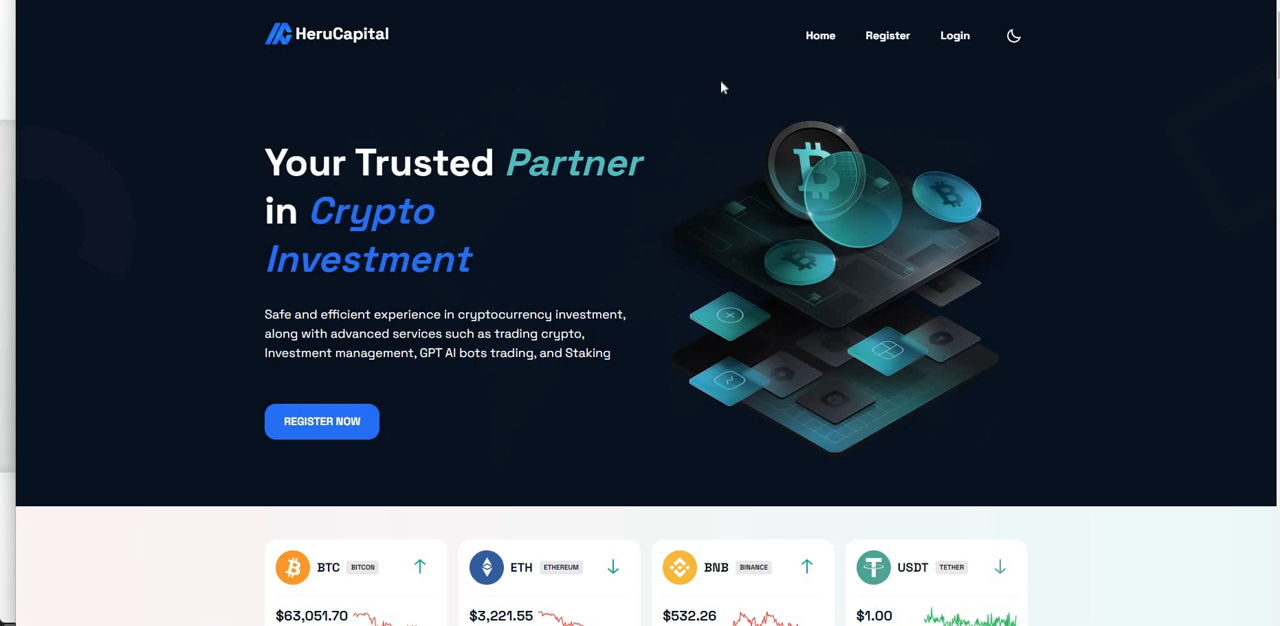 HeruCapital
Home Register Login
Your Trusted Partner
in Crypto
Investment
Safe and efficient experience in cryptocurrency investment,
along with advanced services such as trading crypto,
Investment management, GPT AI bots trading, and Staking
REGISTER NOW
BTC BITCON
ETH ETHEREUM
BNB BINANCE
USDT TETHER
$63,051.70
$3,221.55
$532.26
$1.00